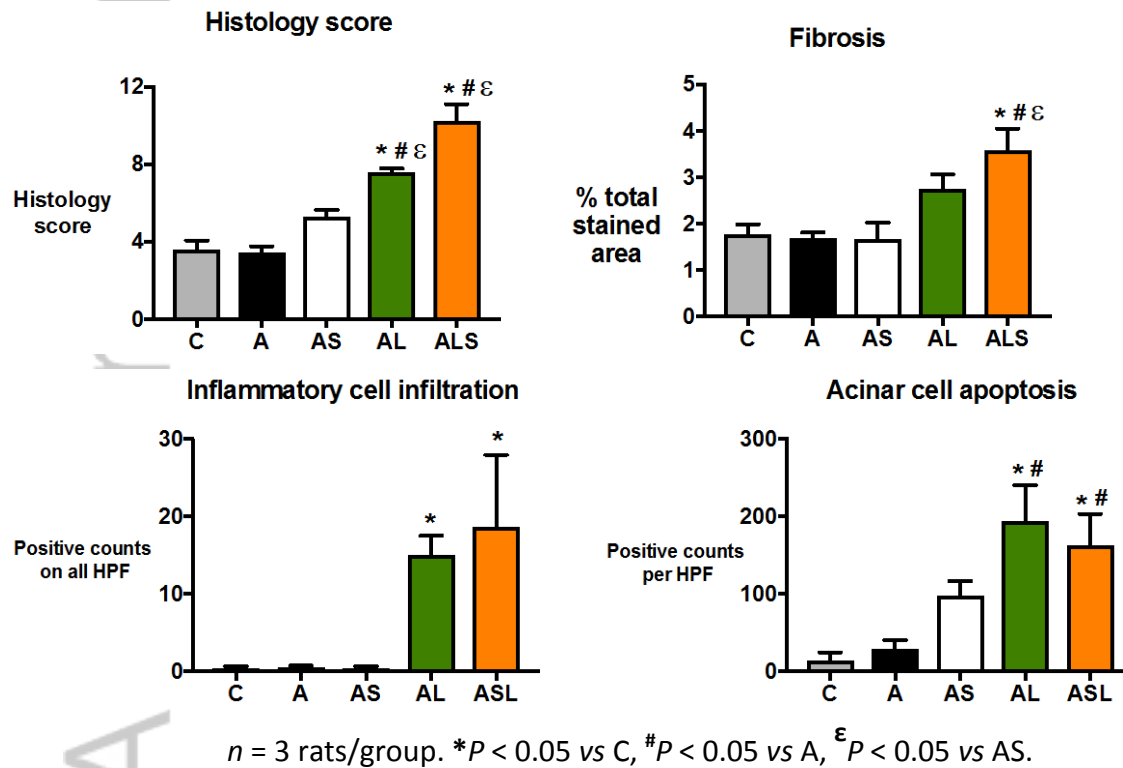 Histology score
12
8
4
0
Histology
score
* # ε
* # ε
C A AS AL ALS
Fibrosis
5
4
3
2
1
0
% total
stained
area
* # ε
C A AS AL ALS
Inflammatory cell infiltration
30
20
10
0
Positive counts
on all HPF
*
*
C A AS AL ASL
Acinar cell apoptosis
300
200
100
0
Positive counts
per HPF
* #
* #
C A AS AL ASL
n = 3 rats/group. *P < 0.05 vs C, #P < 0.05 vs A, εP < 0.05 vs AS.